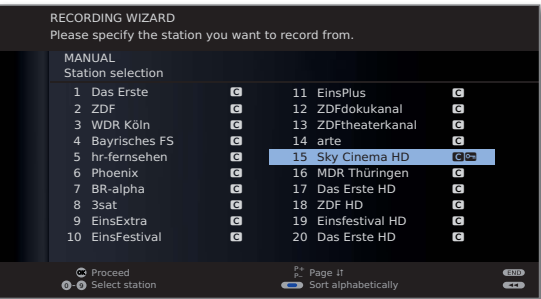 RECORDING WIZARD
Please specify the station you want to record from.
MANUAL
Station selection
1 Das Erste C
2 ZDF C
3 WDR Köln C
4 Bayrisches FS C
5 hr-fernsehen C
6 Phoenix C
7 BR-alpha C
8 3sat C
9 EinsExtra C
10 EinsFestival C
11 EinsPlus C
12 ZDFdokukanal C
13 ZDFtheaterkanal C
14 arte C
15 Sky Cinema HD C
16 MDR Thüringen C
17 Das Erste HD C
18 ZDF HD C
19 Einsfestival HD C
20 Das Erste HD C
OK Proceed
0-9 Select station
P+ P- Page ↓↑
Sort alphabetically
END